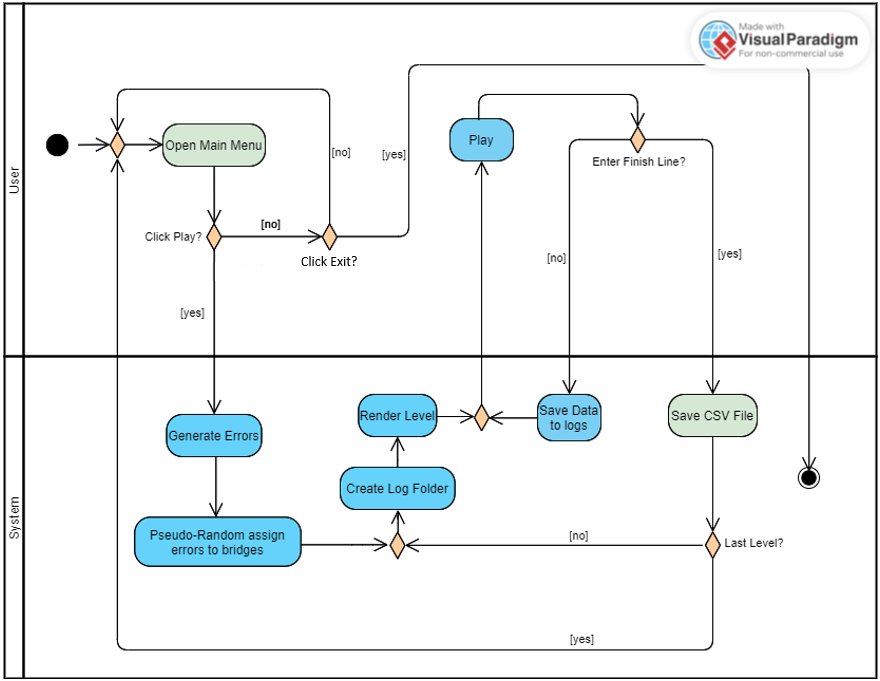 Made with
Visual Paradigm
For non-commercial use
User
Open Main Menu
[no]
[yes]
Play
Enter Finish Line?
Click Play?
[no]
Click Exit?
[no]
[yes]
[yes]
System
Generate Errors
Render Level
Save Data
to logs
Save CSV File
Create Log Folder
Pseudo-Random assign
errors to bridges
[no]
Last Level?
[yes]